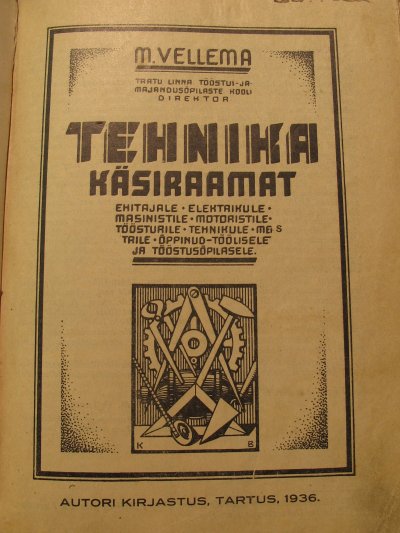 M. VELLEMA
TARTU LINNA TÖÖSTUS- JA-
MAJANDUSÕPILASTE KOOLI
DIREKTOR
TEHNIKA
KÄSIRAAMAT
EHITAJALE · ELEKTRIKULE ·
MASINISTILE · MOTORISTILE ·
TÖÖSTURILE · TEHNIKULE · MEIS
TRILE · ÕPPINUD-TÖÖLISELE
JA TÖÖSTUSÕPILASELE.
K B
AUTORI KIRJASTUS, TARTUS, 1936.